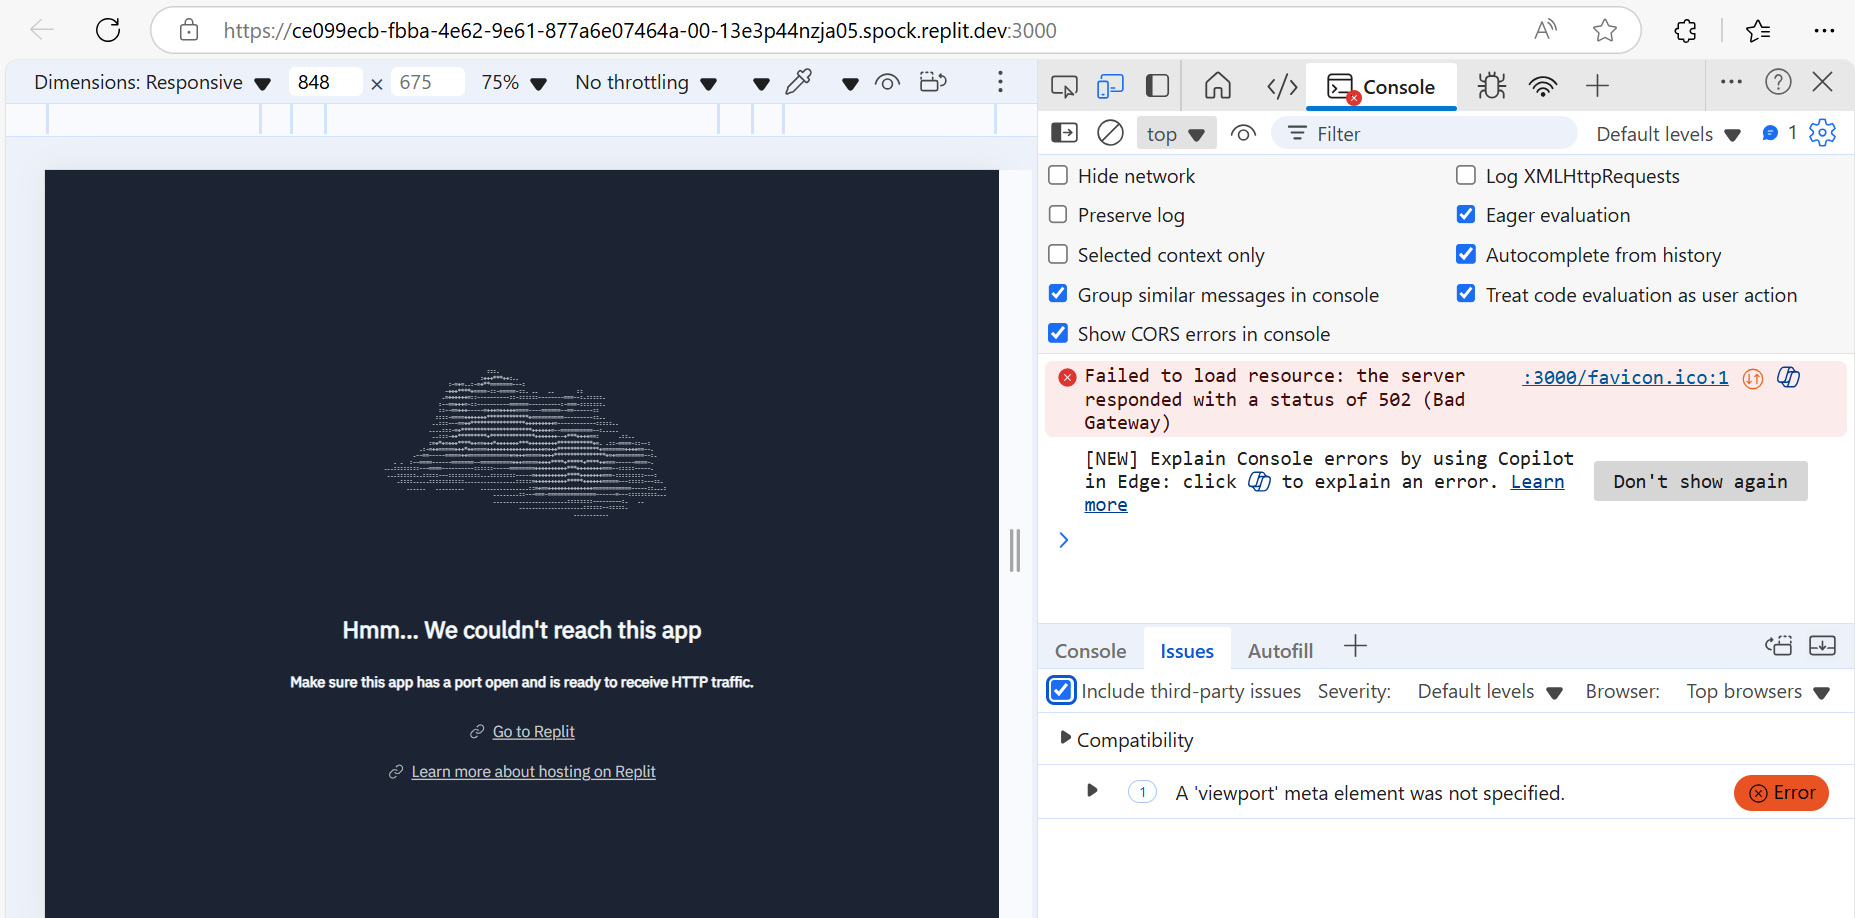 https://ce099ecb-fbba-4e62-9e61-877a6e07464a-00-13e3p44nzja05.spock.replit.dev:3000
Dimensions: Responsive 848 × 675 75% No throttling
Console
top Filter Default levels 1
Hide network Log XMLHttpRequests
Preserve log Eager evaluation
Selected context only Autocomplete from history
Group similar messages in console Treat code evaluation as user action
Show CORS errors in console
Failed to load resource: the server :3000/favicon.ico:1
responded with a status of 502 (Bad
Gateway)
[NEW] Explain Console errors by using Copilot
in Edge: click to explain an error. Learn
more
Don't show again
Hmm... We couldn't reach this app
Make sure this app has a port open and is ready to receive HTTP traffic.
Go to Replit
Learn more about hosting on Replit
Console Issues Autofill
Include third-party issues Severity: Default levels Browser: Top browsers
Compatibility
1 A 'viewport' meta element was not specified. Error